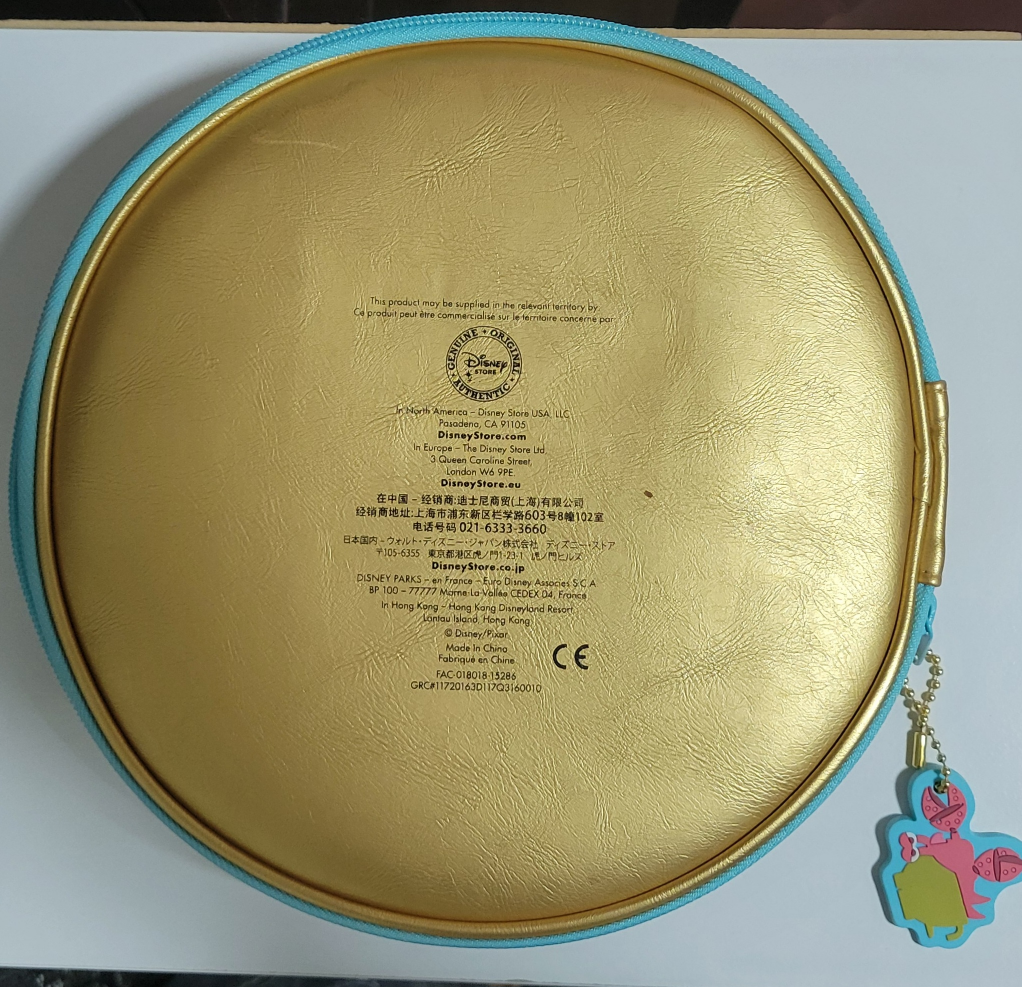 This product may be supplied in the relevant territory by:
Ce produit peut être commercialisé sur le territoire concerné par:
GENUINE • ORIGINAL • AUTHENTIC •
Disney
STORE
In North America – Disney Store USA, LLC
Pasadena, CA 91105
DisneyStore.com
In Europe – The Disney Store Ltd.
3 Queen Caroline Street,
London W6 9PE.
DisneyStore.eu
在中国 – 经销商:迪士尼商贸(上海)有限公司
经销商地址:上海市浦东新区栏学路603号8幢102室
电话号码 021-6333-3660
日本国内 – ウォルト・ディズニー・ジャパン株式会社 ディズニー・ストア
〒105-6355 東京都港区虎ノ門1-23-1 虎ノ門ヒルズ
DisneyStore.co.jp
DISNEY PARKS – en France – Euro Disney Associés S.C.A.
BP 100 – 77777 Marne-La-Vallée CEDEX 04, France
In Hong Kong – Hong Kong Disneyland Resort,
Lantau Island, Hong Kong
© Disney/Pixar
Made In China
Fabriqué en Chine
CE
FAC-018018-15286
GRC#11720163D117Q3160010